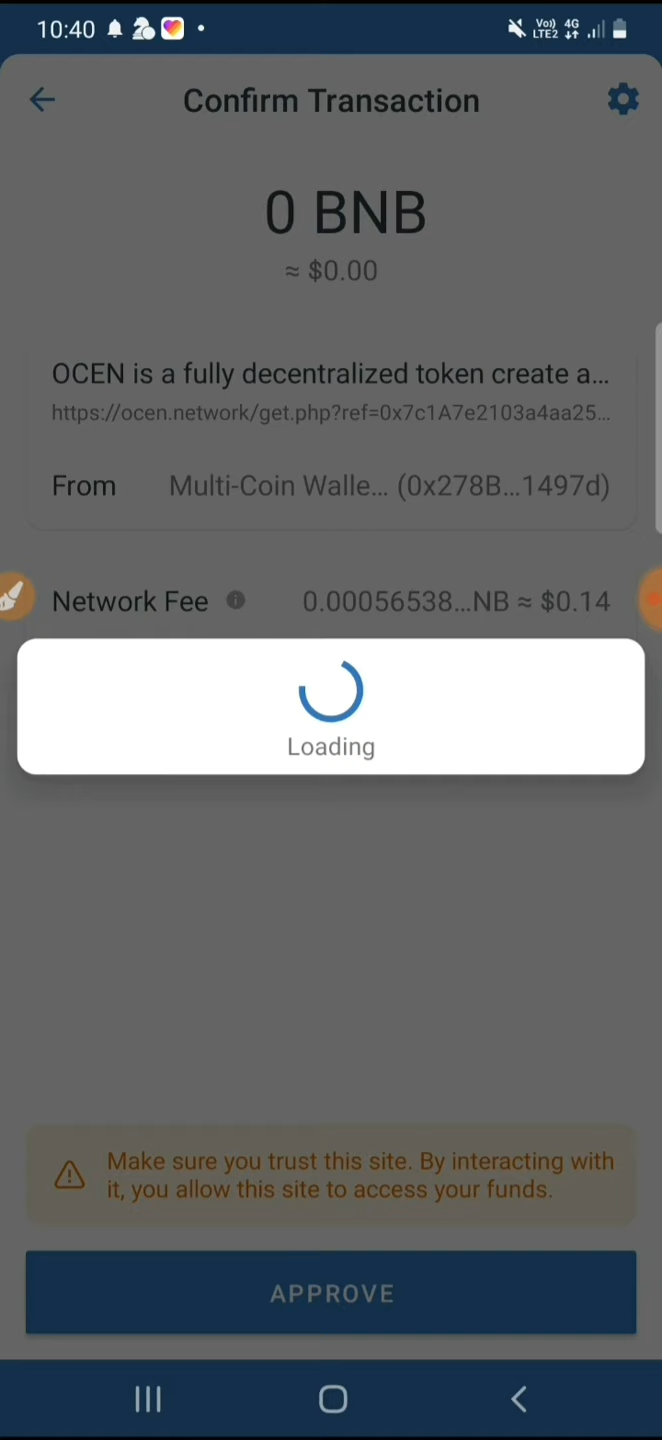 10:40
Vo)) 4G
LTE2
Confirm Transaction
0 BNB
≈ $0.00
OCEN is a fully decentralized token create a...
https://ocen.network/get.php?ref=0x7c1A7e2103a4aa25...
From Multi-Coin Walle... (0x278B...1497d)
Network Fee 0.00056538...NB ≈ $0.14
Loading
Make sure you trust this site. By interacting with
it, you allow this site to access your funds.
APPROVE